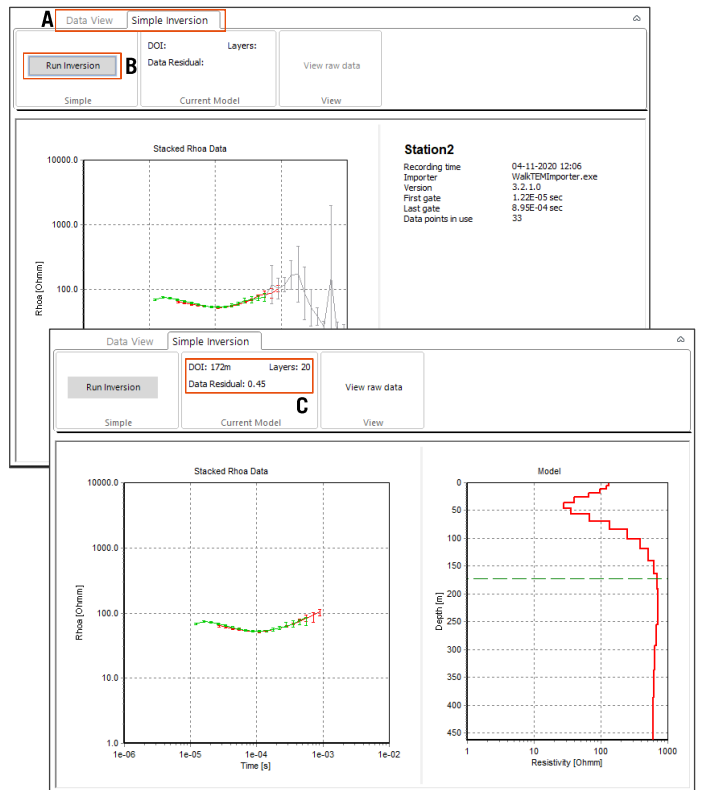 A
Data View
Simple Inversion
Run Inversion
B
DOI: Layers:
Data Residual:
View raw data
Simple
Current Model
View
Stacked Rhoa Data
10000.0
1000.0
100.0
Rhoa [Ohmm]
Station2
Recording time 04-11-2020 12:06
Importer WalkTEMImporter.exe
Version 3.2.1.0
First gate 1.22E-05 sec
Last gate 8.95E-04 sec
Data points in use 33
Data View
Simple Inversion
Run Inversion
DOI: 172m Layers: 20
Data Residual: 0.45
C
View raw data
Simple
Current Model
View
Stacked Rhoa Data
10000.0
1000.0
100.0
10.0
1.0
Rhoa [Ohmm]
1e-06 1e-05 1e-04 1e-03 1e-02
Time [s]
Model
0
50
100
150
200
250
300
350
400
450
Depth [m]
1 10 100 1000
Resistivity [Ohmm]